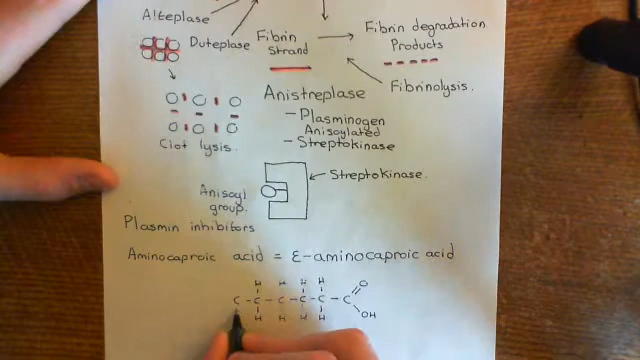 Alteplase
Duteplase
Fibrin
Strand
Fibrin degradation
Products
Fibrinolysis.
Clot lysis.
Anistreplase
- Plasminogen
Anisoylated
- Streptokinase
Streptokinase.
Anisoyl
group.
Plasmin inhibitors
Aminocaproic acid = ε-aminocaproic acid
H H H H
C - C - C - C - C - C
O
OH
H H H H